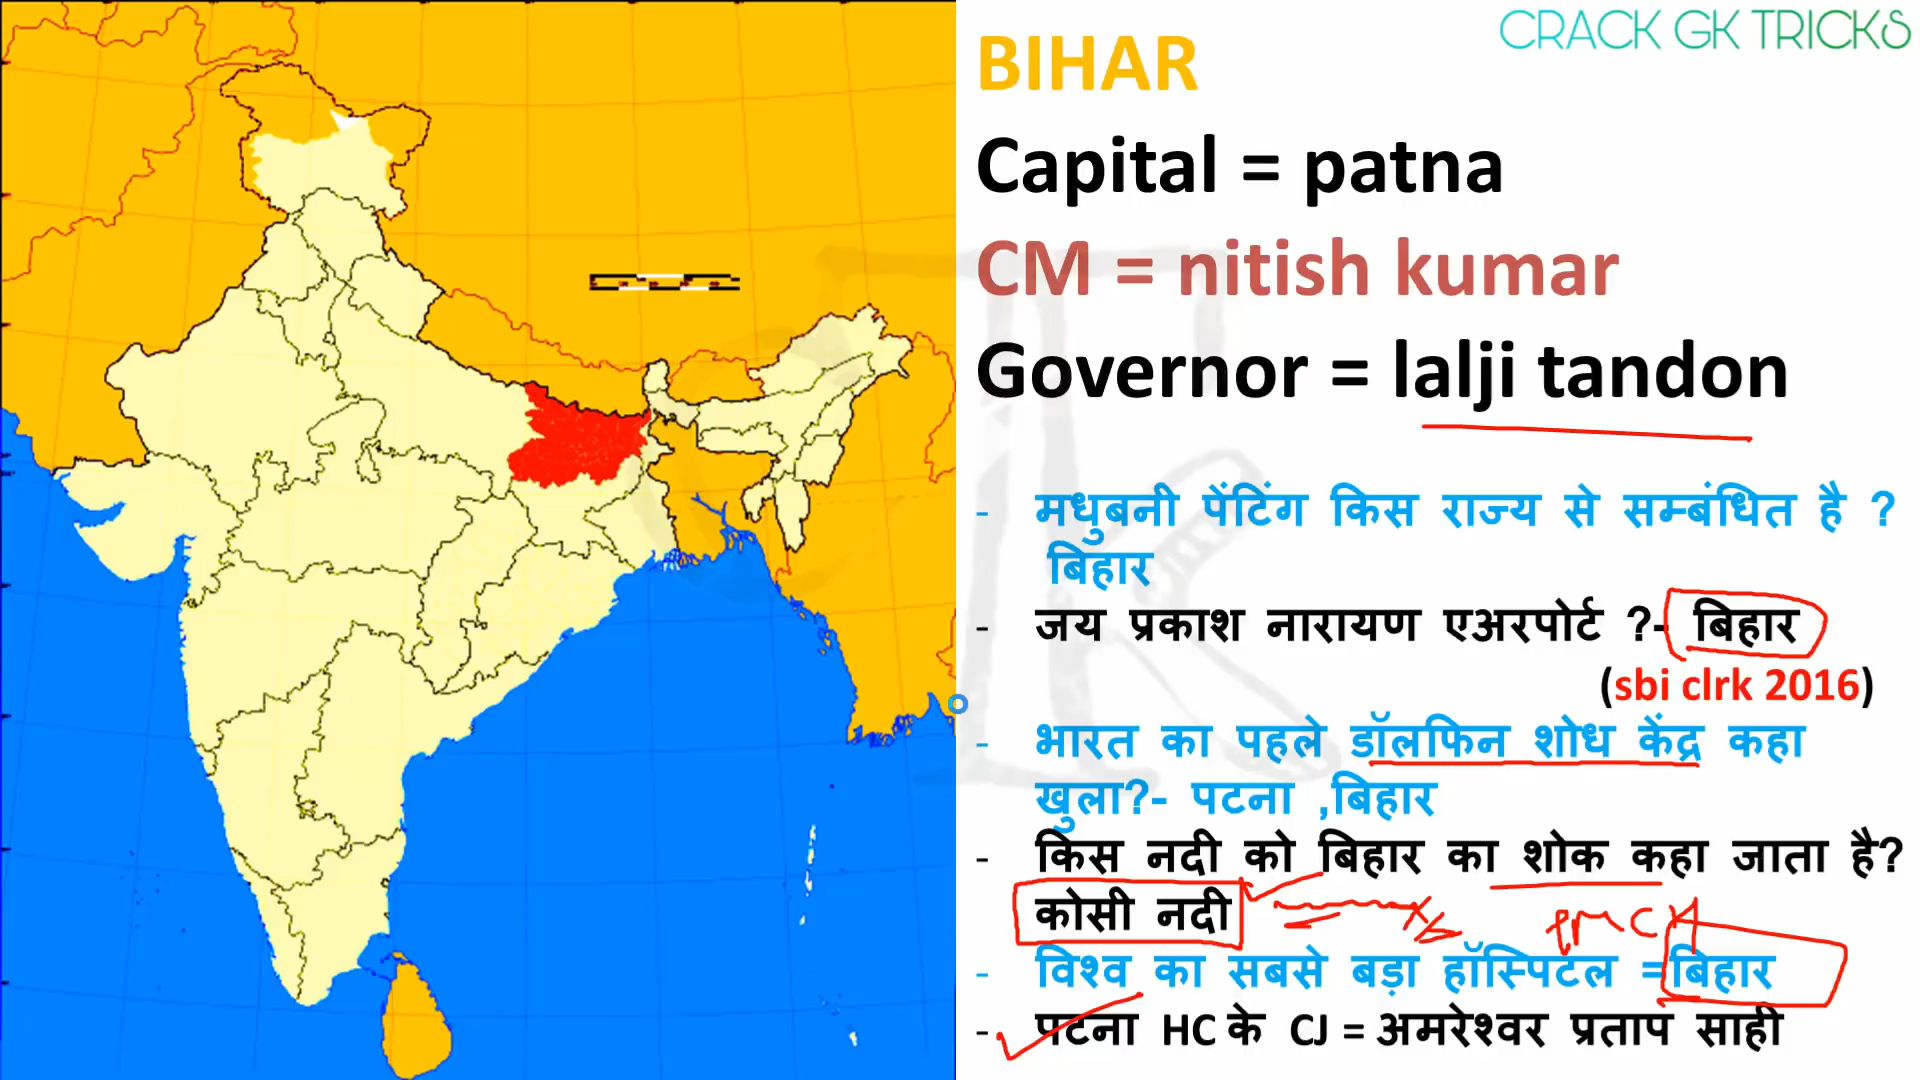 CRACK GK TRICKS
BIHAR
Capital = patna
CM = nitish kumar
Governor = lalji tandon
- मधुबनी पेंटिंग किस राज्य से सम्बंधित है ?
बिहार
- जय प्रकाश नारायण एअरपोर्ट ?- बिहार
(sbi clrk 2016)
- भारत का पहले डॉलफिन शोध केंद्र कहा
खुला?- पटना ,बिहार
- किस नदी को बिहार का शोक कहा जाता है?
कोसी नदी
PMCH
- विश्व का सबसे बड़ा हॉस्पिटल =बिहार
- पटना HC के CJ = अमरेश्वर प्रताप साही